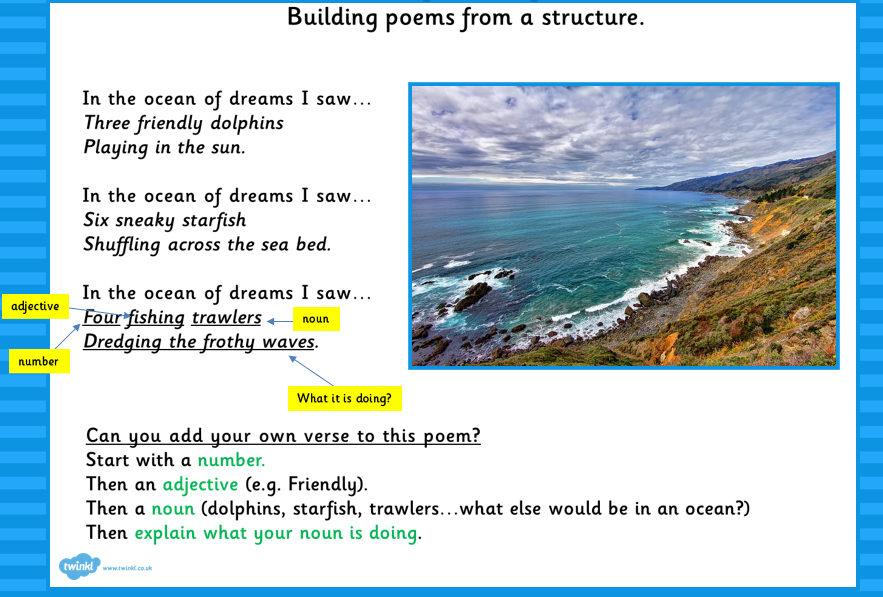 Building poems from a structure.
In the ocean of dreams I saw...
Three friendly dolphins
Playing in the sun.
In the ocean of dreams I saw...
Six sneaky starfish
Shuffling across the sea bed.
In the ocean of dreams I saw...
adjective
Four fishing trawlers
noun
Dredging the frothy waves.
number
What it is doing?
Can you add your own verse to this poem?
Start with a number.
Then an adjective (e.g. Friendly).
Then a noun (dolphins, starfish, trawlers...what else would be in an ocean?)
Then explain what your noun is doing.
twinkl www.twinkl.co.uk